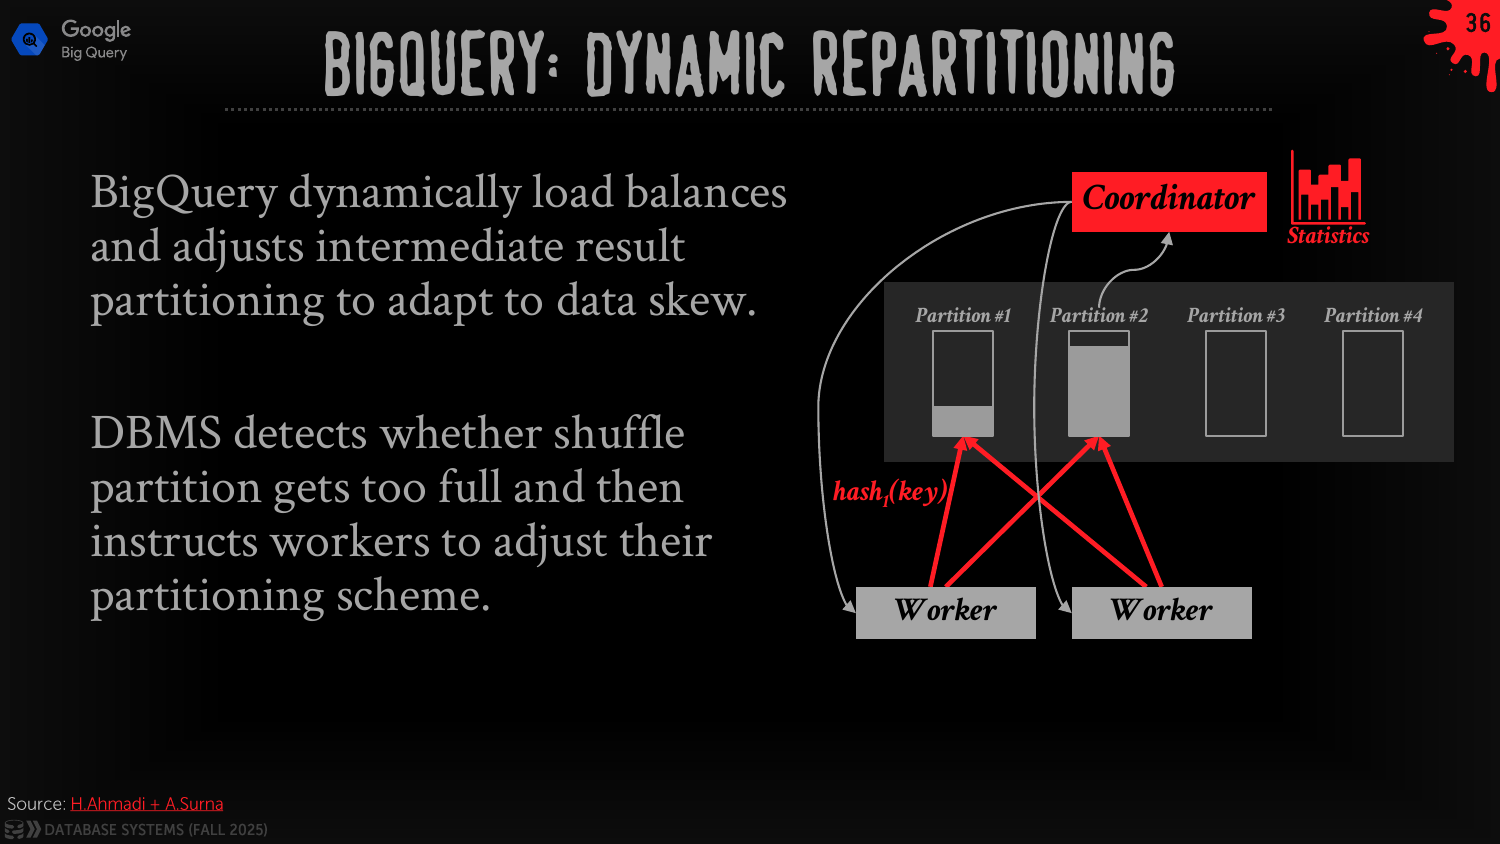 Google
Big Query
BIGQUERY: DYNAMIC REPARTITIONING
36
BigQuery dynamically load balances
and adjusts intermediate result
partitioning to adapt to data skew.
DBMS detects whether shuffle
partition gets too full and then
instructs workers to adjust their
partitioning scheme.
Coordinator
Statistics
Partition #1 Partition #2 Partition #3 Partition #4
hash1(key)
Worker Worker
Source: H.Ahmadi + A.Surna
DATABASE SYSTEMS (FALL 2025)